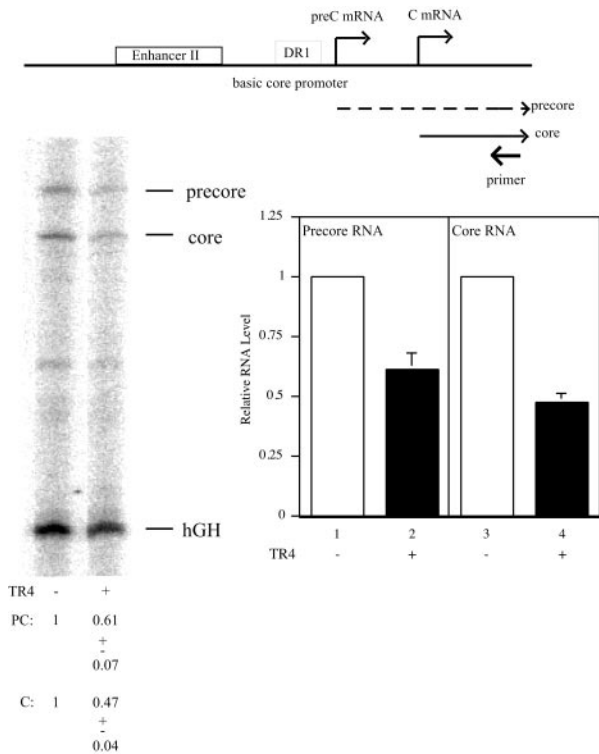 preC mRNA
C mRNA
Enhancer II
DR1
basic core promoter
precore
core
primer
precore
core
hGH
TR4 - +
PC: 1 0.61
+
-
0.07
C: 1 0.47
+
-
0.04
Relative RNA Level
1.25
1
0.75
0.5
0.25
0
Precore RNA
Core RNA
1 2 3 4
TR4 - + - +